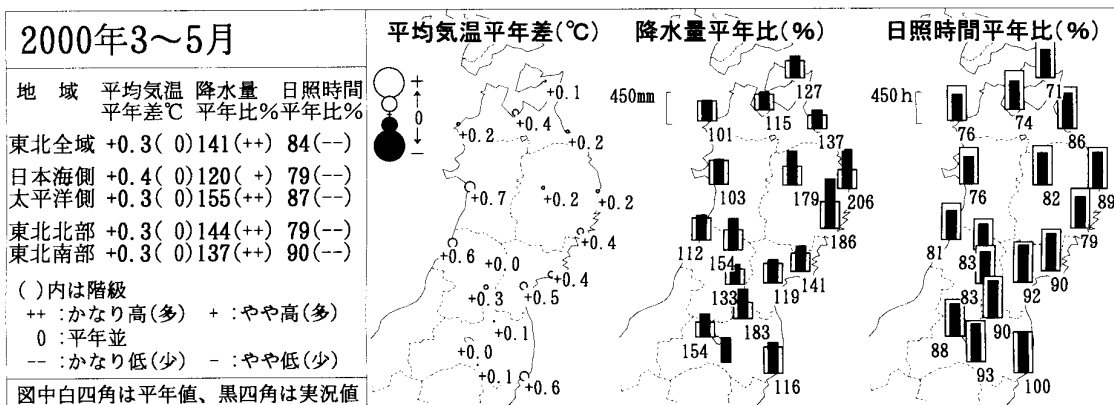 2000年3～5月
地 域 平均気温 降水量 日照時間
平年差℃ 平年比% 平年比%
東北全域 +0.3( 0) 141(++) 84(--)
日本海側 +0.4( 0) 120( +) 79(--)
太平洋側 +0.3( 0) 155(++) 87(--)
東北北部 +0.3( 0) 144(++) 79(--)
東北南部 +0.3( 0) 137(++) 90(--)
( )内は階級
++ :かなり高(多) + :やや高(多)
0 :平年並
-- :かなり低(少) - :やや低(少)
図中白四角は平年値、黒四角は実況値
平均気温平年差(℃)
+
0
-
+0.1
+0.4
+0.2
+0.2
+0.7
+0.2
+0.2
+0.4
+0.6
+0.0
+0.4
+0.3
+0.5
+0.1
+0.0
+0.1
+0.6
降水量平年比(%)
450mm
127
101
115
137
103
179
206
186
112
154
141
133
119
183
154
116
日照時間平年比(%)
450h
71
76
74
86
76
82
89
79
81
83
90
83
92
90
88
93
100